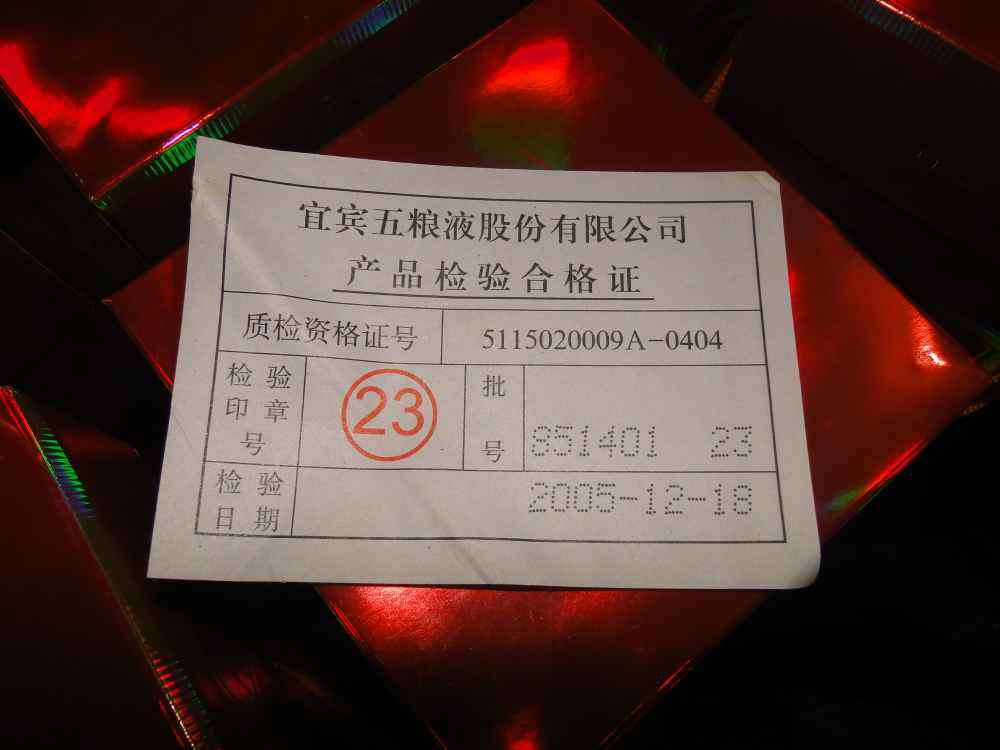 宜宾五粮液股份有限公司
产品检验合格证
质检资格证号 5115020009A-0404
检验印章号 23 批号 851401 23
检验日期 2005-12-18